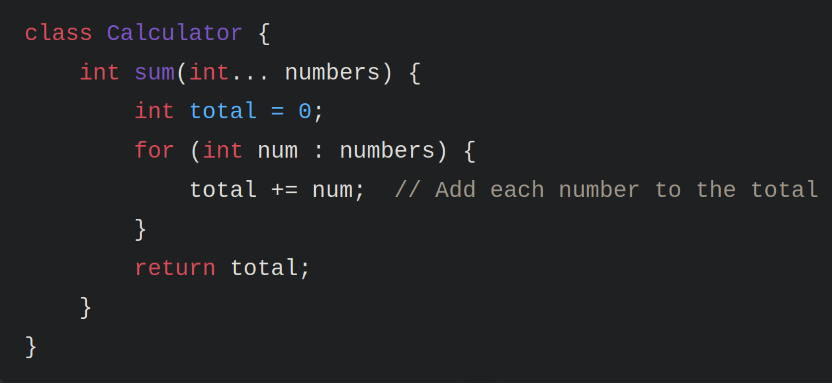 class Calculator {
    int sum(int... numbers) {
        int total = 0;
        for (int num : numbers) {
            total += num;  // Add each number to the total
        }
        return total;
    }
}